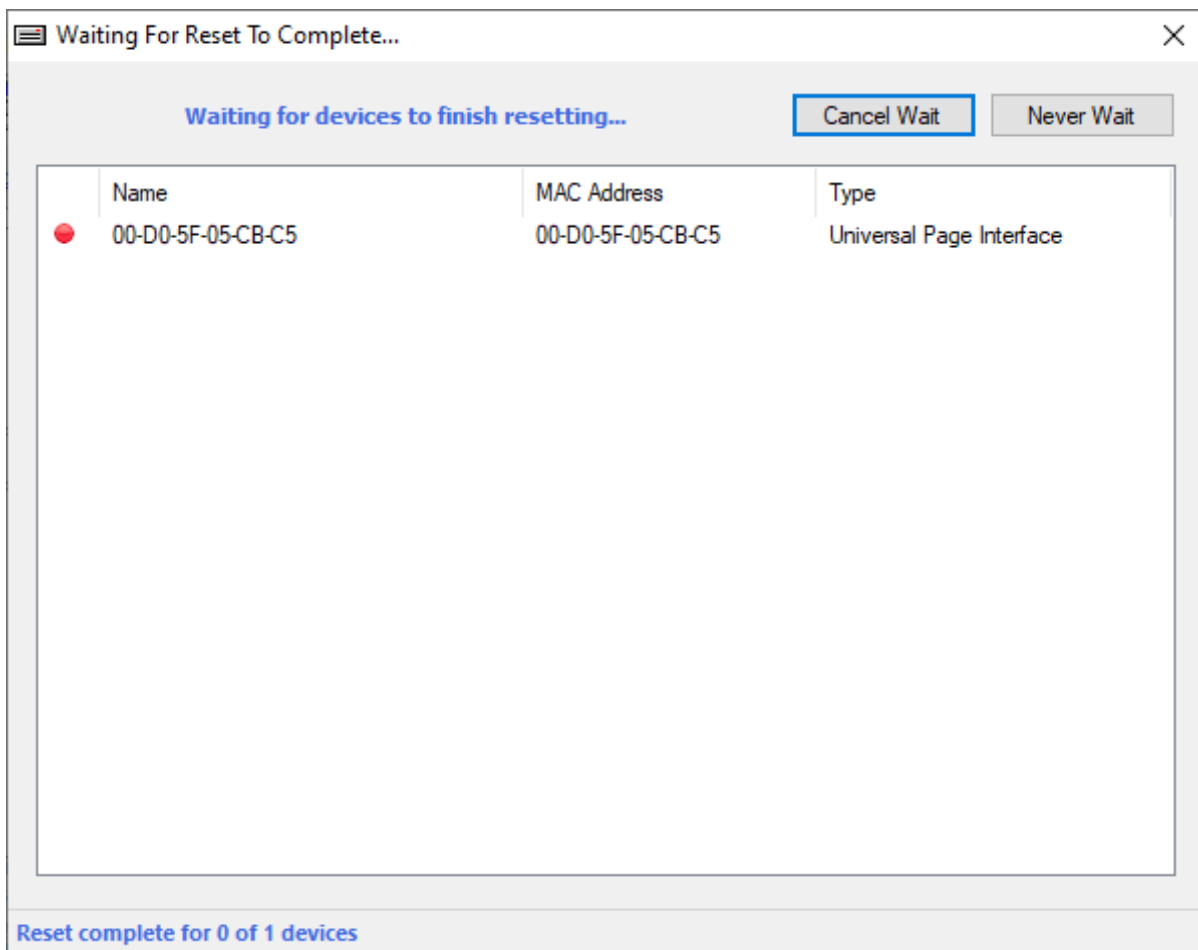 Waiting For Reset To Complete...
Waiting for devices to finish resetting... Cancel Wait Never Wait
Name MAC Address Type
00-D0-5F-05-CB-C5 00-D0-5F-05-CB-C5 Universal Page Interface
Reset complete for 0 of 1 devices